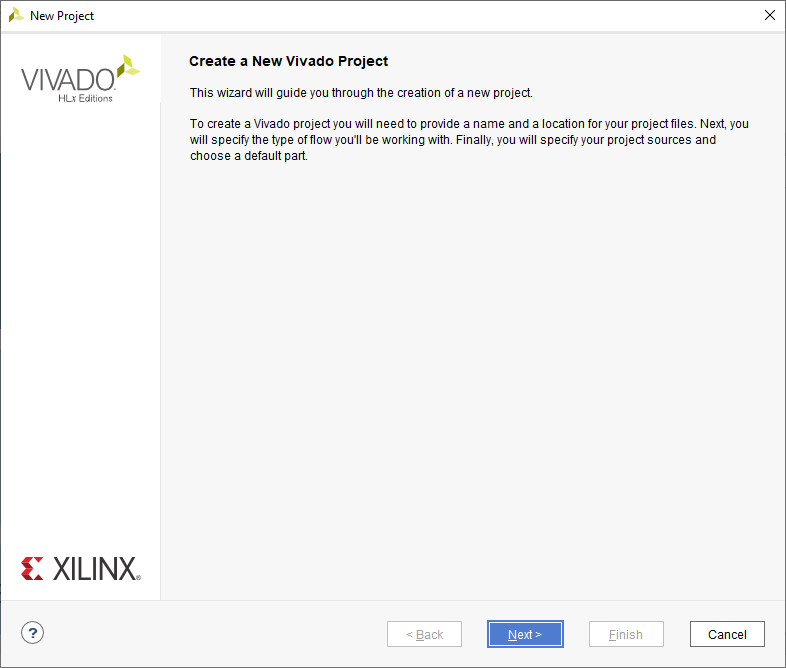 New Project
VIVADO.
HLx Editions
Create a New Vivado Project
This wizard will guide you through the creation of a new project.
To create a Vivado project you will need to provide a name and a location for your project files. Next, you
will specify the type of flow you'll be working with. Finally, you will specify your project sources and
choose a default part.
XILINX®
?
< Back
Next >
Finish
Cancel